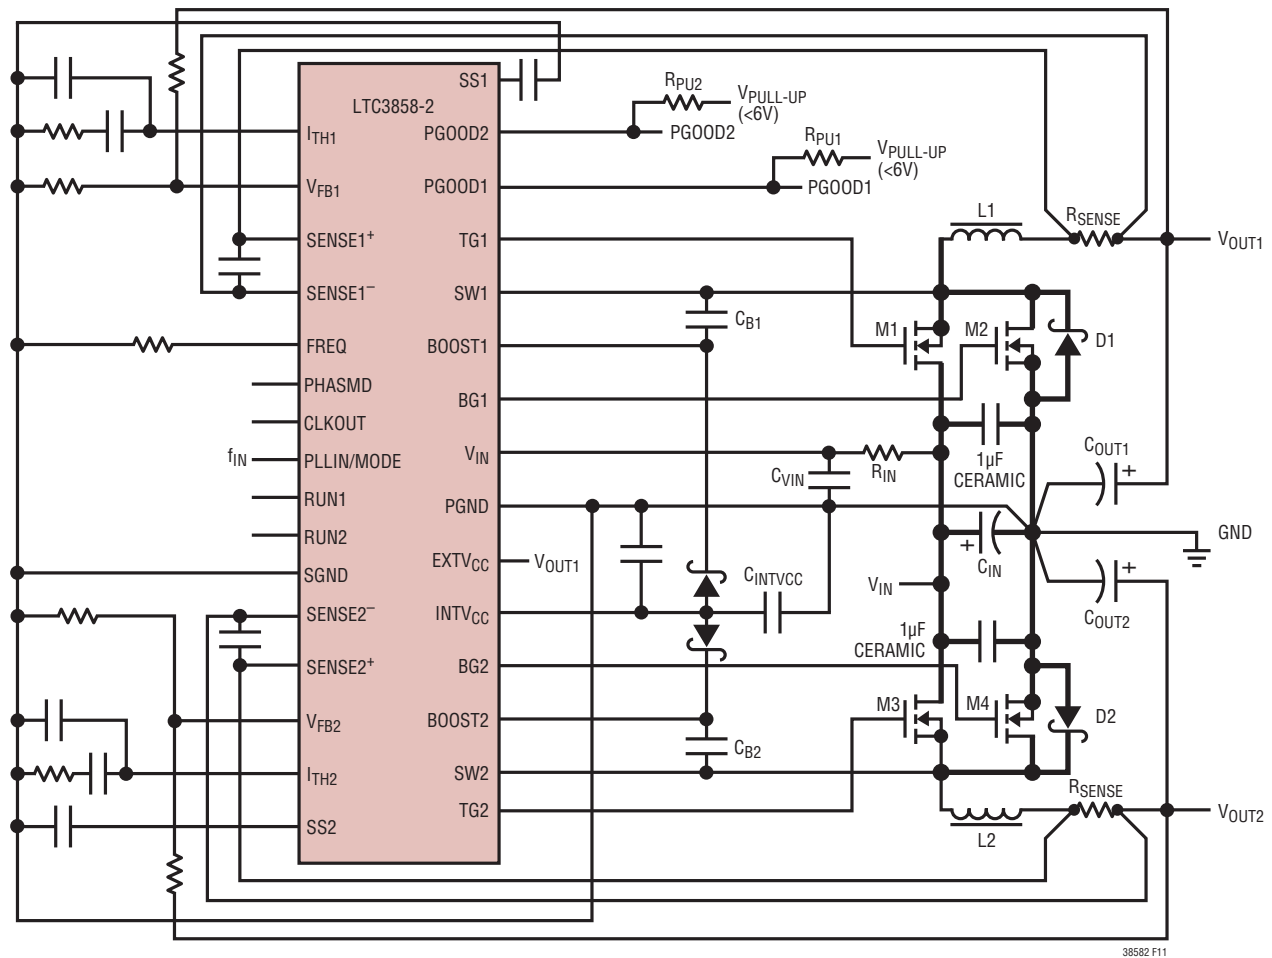 SS1
LTC3858-2
RPU2
VPULL-UP
(<6V)
ITH1
PGOOD2
PGOOD2
RPU1
VPULL-UP
(<6V)
VFB1
PGOOD1
PGOOD1
L1
RSENSE
SENSE1+
TG1
VOUT1
SENSE1–
SW1
CB1
M1
M2
D1
FREQ
BOOST1
PHASMD
BG1
CLKOUT
COUT1
+
fIN
PLLIN/MODE
VIN
CVIN
RIN
1µF
CERAMIC
RUN1
PGND
RUN2
GND
+
CIN
EXTVCC
VOUT1
SGND
CINTVCC
VIN
+
COUT2
SENSE2–
INTVCC
1µF
CERAMIC
SENSE2+
BG2
M3
M4
D2
VFB2
BOOST2
CB2
ITH2
SW2
RSENSE
SS2
TG2
VOUT2
L2
38582 F11